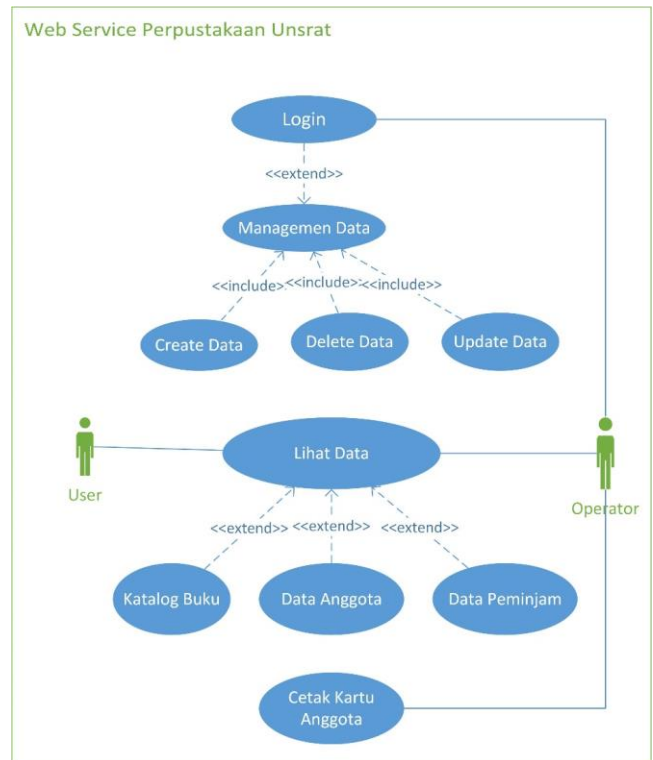 Web Service Perpustakaan Unsrat
Login
<<extend>>
Managemen Data
<<include>>
<<include>>
<<include>>
Create Data
Delete Data
Update Data
User
Lihat Data
Operator
<<extend>>
<<extend>>
<<extend>>
Katalog Buku
Data Anggota
Data Peminjam
Cetak Kartu
Anggota